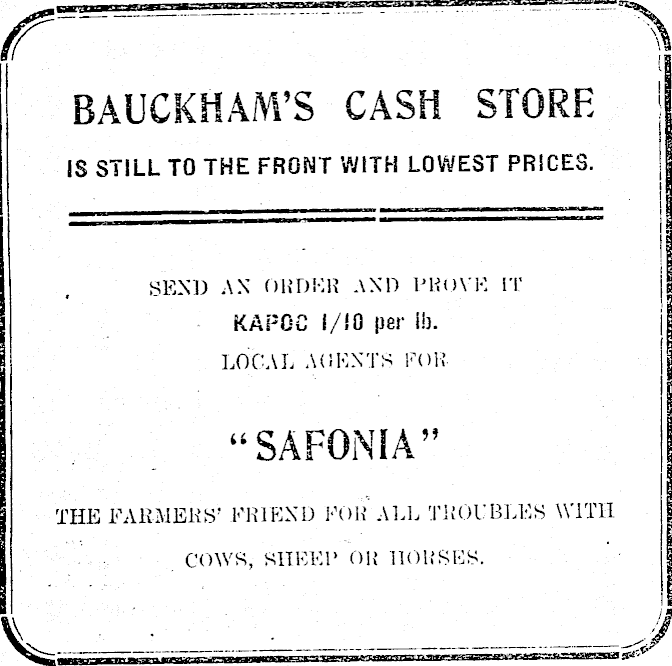 BAUCKHAM'S CASH STORE
IS STILL TO THE FRONT WITH LOWEST PRICES.
SEND AN ORDER AND PROVE IT
KAPOC 1/10 per lb.
LOCAL AGENTS FOR
"SAFONIA"
THE FARMERS' FRIEND FOR ALL TROUBLES WITH
COWS, SHEEP OR HORSES.